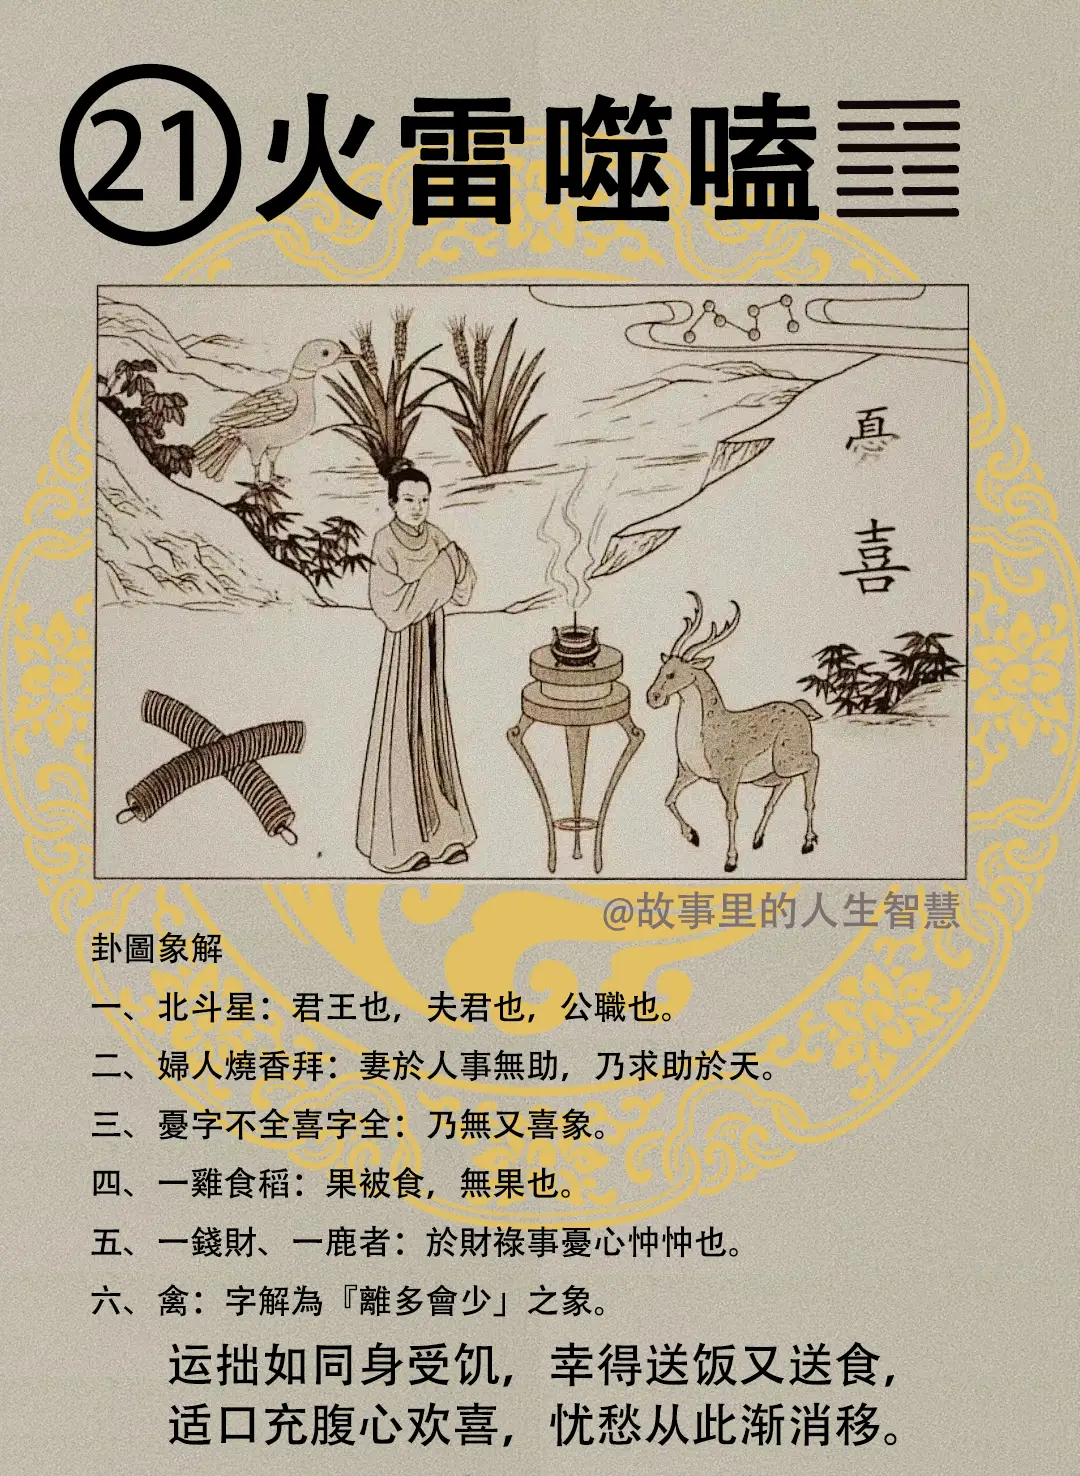 21 火雷噬嗑
喜
@故事里的人生智慧
卦圖象解
一、北斗星：君王也，夫君也，公職也。
二、婦人燒香拜：妻於人事無助，乃求助於天。
三、憂字不全喜字全：乃無又喜象。
四、一雞食稻：果被食，無果也。
五、一錢財、一鹿者：於財祿事憂心忡忡也。
六、禽：字解為『離多會少」之象。
运拙如同身受饥，幸得送饭又送食，
适口充腹心欢喜，忧愁从此渐消移。